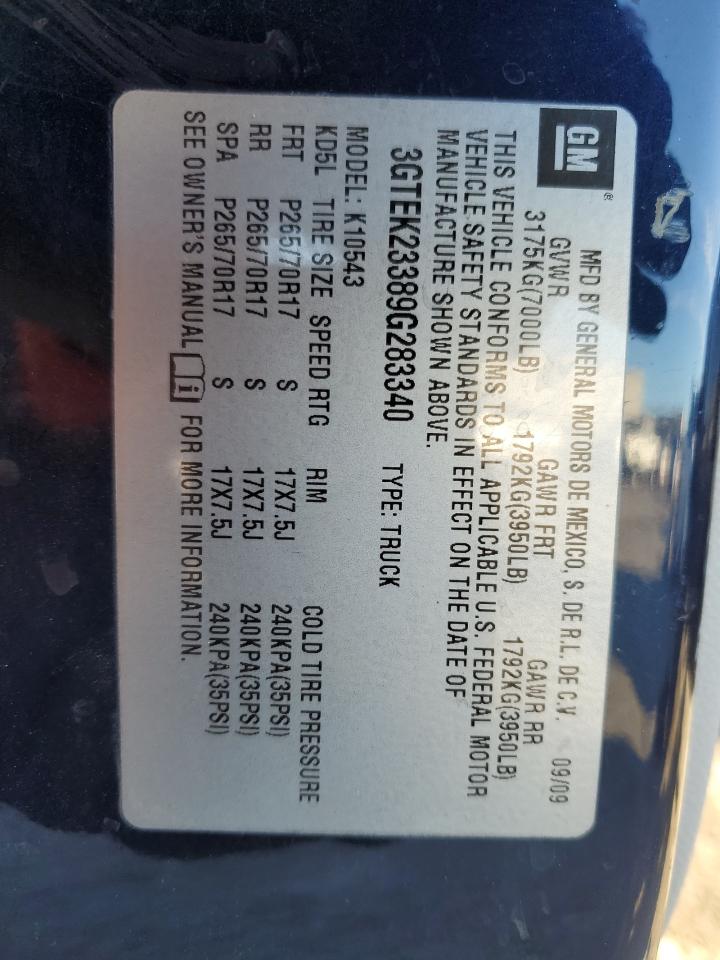 GM®
MFD BY GENERAL MOTORS DE MEXICO, S. DE R.L. DE C.V. 09/09
GVWR GAWR FRT GAWR RR
3175KG(7000LB) 1792KG(3950LB) 1792KG(3950LB)
THIS VEHICLE CONFORMS TO ALL APPLICABLE U.S. FEDERAL MOTOR
VEHICLE SAFETY STANDARDS IN EFFECT ON THE DATE OF
MANUFACTURE SHOWN ABOVE.
3GTEK23389G283340 TYPE: TRUCK
MODEL: K10543
KD5L TIRE SIZE SPEED RTG RIM COLD TIRE PRESSURE
FRT P265/70R17 S 17X7.5J 240KPA(35PSI)
RR P265/70R17 S 17X7.5J 240KPA(35PSI)
SPA P265/70R17 S 17X7.5J 240KPA(35PSI)
SEE OWNER'S MANUAL i FOR MORE INFORMATION.